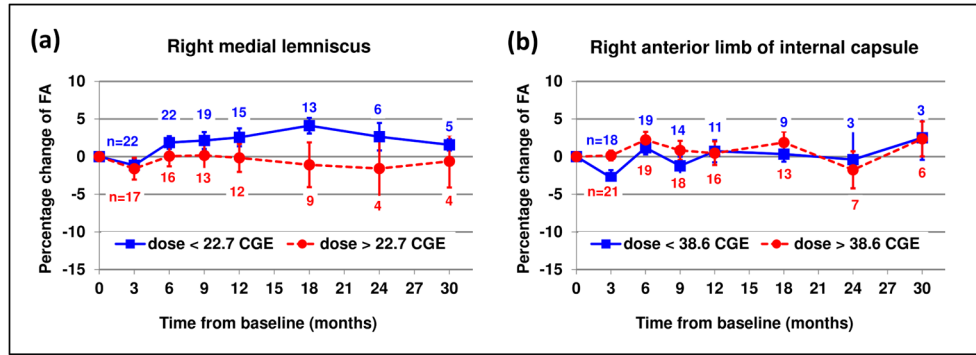 (a)
Right medial lemniscus
Percentage change of FA
10
5
0
-5
-10
-15
n=22 22 19 15 13 6 5
n=17 16 13 12 9 4 4
dose < 22.7 CGE dose > 22.7 CGE
0 3 6 9 12 15 18 21 24 27 30
Time from baseline (months)
(b)
Right anterior limb of internal capsule
Percentage change of FA
10
5
0
-5
-10
-15
n=18 19 14 11 9 3 3
n=21 19 18 16 13 7 6
dose < 38.6 CGE dose > 38.6 CGE
0 3 6 9 12 15 18 21 24 27 30
Time from baseline (months)